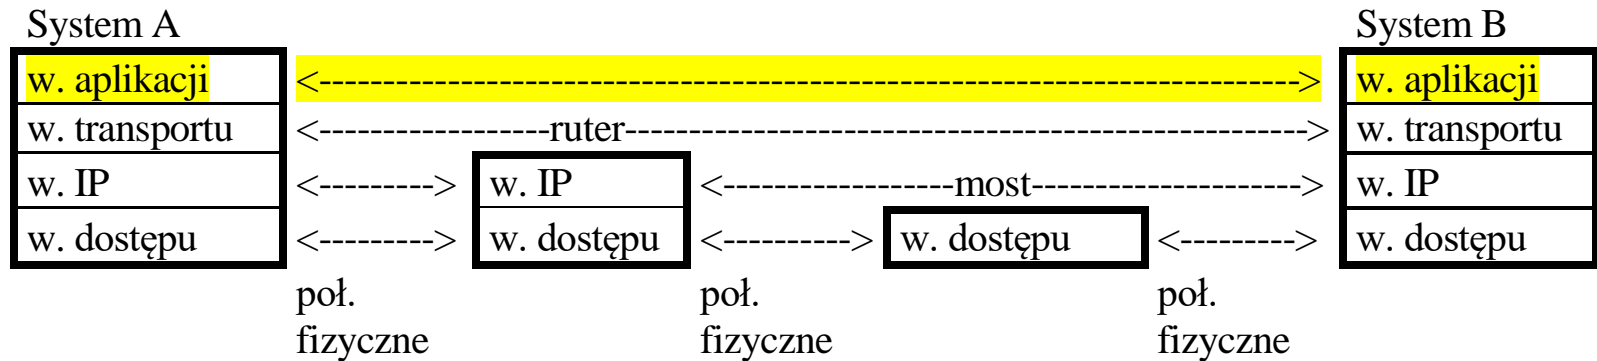 System A System B
w. aplikacji <-----------------------------------------------------------------------------> w. aplikacji
w. transportu <------------------ruter------------------------------------------------------> w. transportu
w. IP <---------> w. IP <------------------most---------------------> w. IP
w. dostępu <---------> w. dostępu <----------> w. dostępu <---------> w. dostępu
poł. poł. poł.
fizyczne fizyczne fizyczne